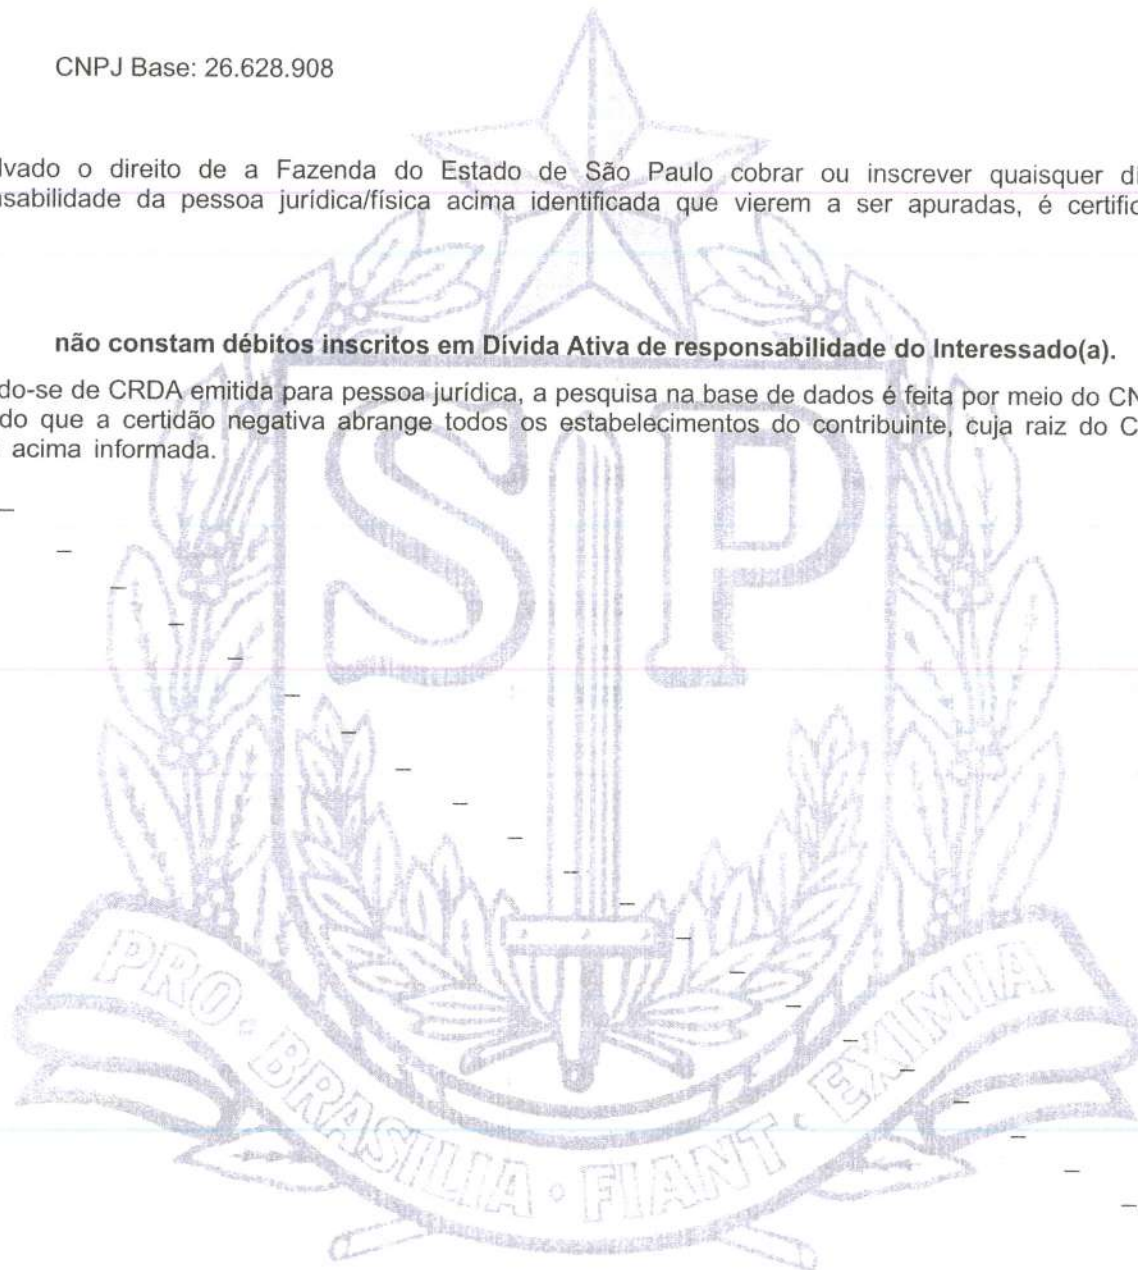 CNPJ Base: 26.628.908
lvado o direito de a Fazenda do Estado de São Paulo cobrar ou inscrever quaisquer dí
nsabilidade da pessoa jurídica/física acima identificada que vierem a ser apuradas, é certific
não constam débitos inscritos em Dívida Ativa de responsabilidade do Interessado(a).
do-se de CRDA emitida para pessoa jurídica, a pesquisa na base de dados é feita por meio do CN
do que a certidão negativa abrange todos os estabelecimentos do contribuinte, cuja raiz do C
acima informada.
SP
PRO · BRASILIA · FIANT · EXIMIA